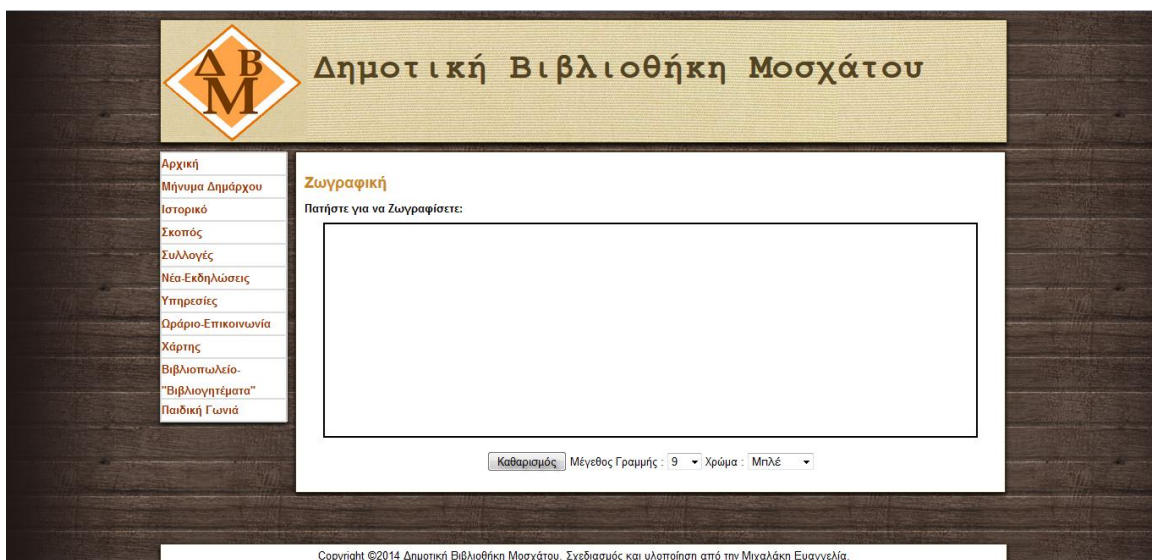 Δ Β
Μ
Δημοτική Βιβλιοθήκη Μοσχάτου
Αρχική
Μήνυμα Δημάρχου
Ιστορικό
Σκοπός
Συλλογές
Νέα-Εκδηλώσεις
Υπηρεσίες
Ωράριο-Επικοινωνία
Χάρτης
Βιβλιοπωλείο-
"Βιβλιογητέματα"
Παιδική Γωνιά
Ζωγραφική
Πατήστε για να Ζωγραφίσετε:
Καθαρισμός Μέγεθος Γραμμής : 9 Χρώμα : Μπλέ
Copyright ©2014 Δημοτική Βιβλιοθήκη Μοσχάτου. Σχεδιασμός και υλοποίηση από την Μιχαλάκη Ευαγγελία.